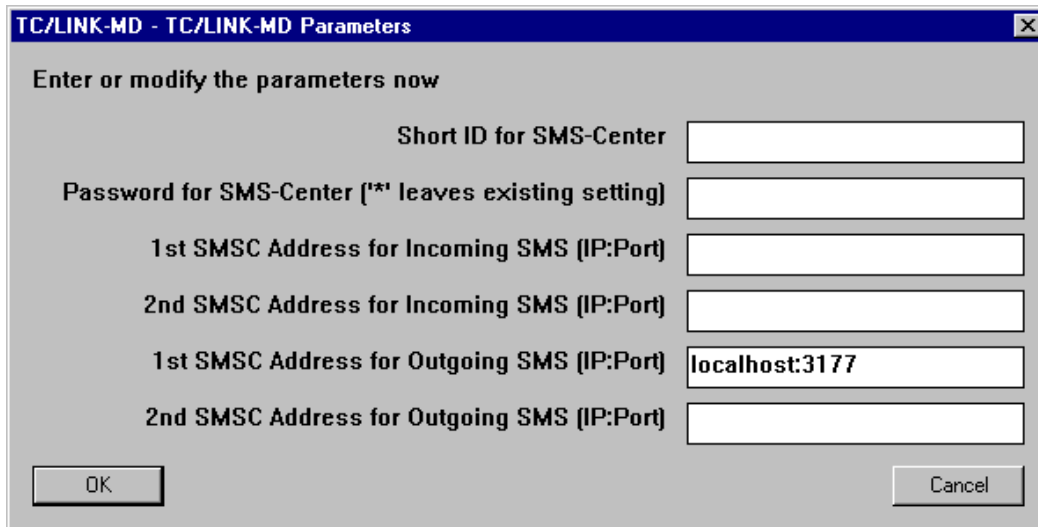 TC/LINK-MD - TC/LINK-MD Parameters
Enter or modify the parameters now
Short ID for SMS-Center
Password for SMS-Center ('*' leaves existing setting)
1st SMSC Address for Incoming SMS (IP:Port)
2nd SMSC Address for Incoming SMS (IP:Port)
1st SMSC Address for Outgoing SMS (IP:Port) localhost:3177
2nd SMSC Address for Outgoing SMS (IP:Port)
OK Cancel